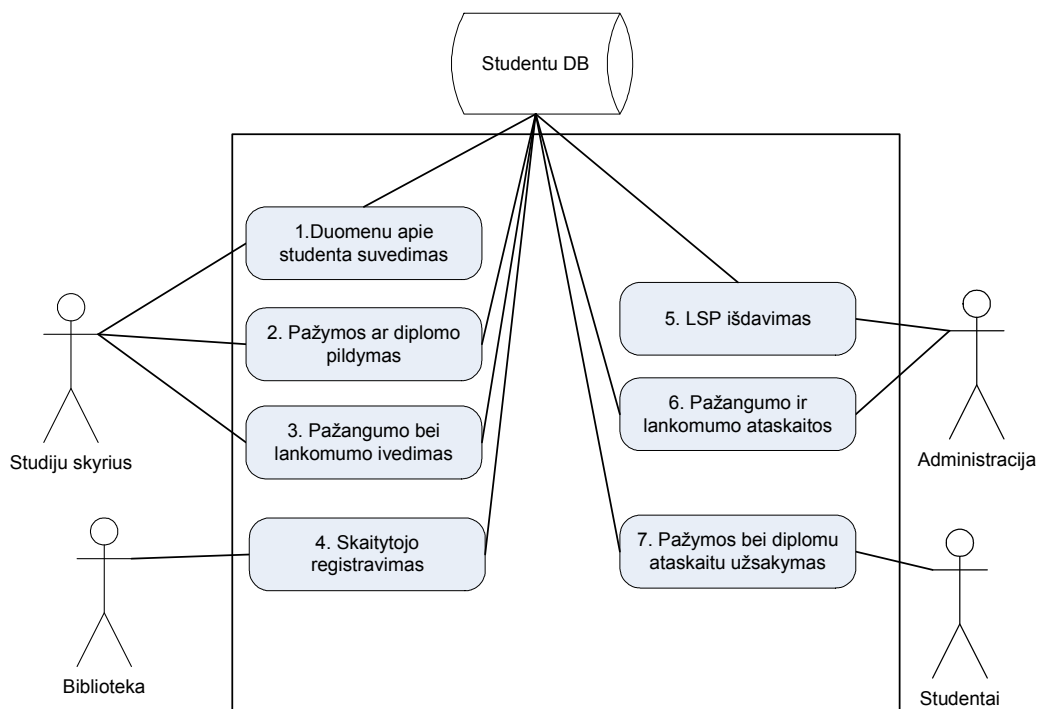 Studentu DB
1.Duomenu apie
studenta suvedimas
2. Pažymos ar diplomo
pildymas
3. Pažangumo bei
lankomumo ivedimas
4. Skaitytojo
registravimas
5. LSP išdavimas
6. Pažangumo ir
lankomumo ataskaitos
7. Pažymos bei diplomu
ataskaitu užsakymas
Studiju skyrius
Biblioteka
Administracija
Studentai